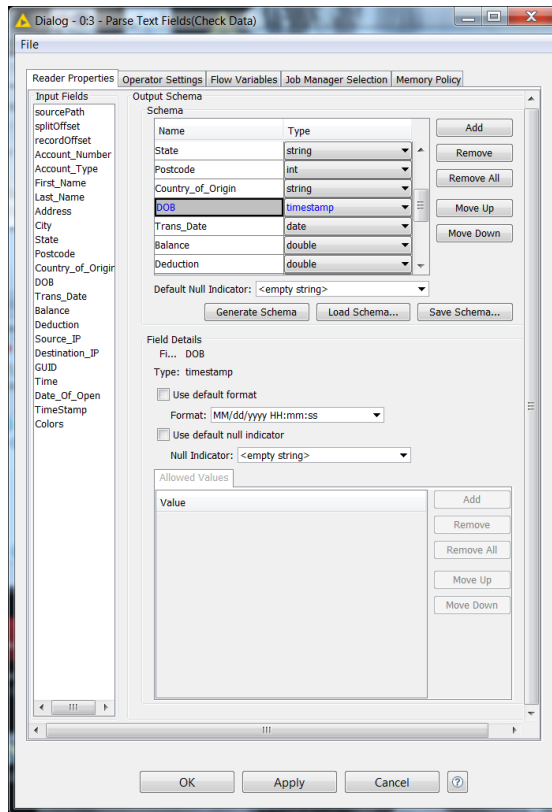 Dialog - 0:3 - Parse Text Fields(Check Data)
File
Reader Properties Operator Settings Flow Variables Job Manager Selection Memory Policy
Input Fields
sourcePath
splitOffset
recordOffset
Account_Number
Account_Type
First_Name
Last_Name
Address
City
State
Postcode
Country_of_Origin
DOB
Trans_Date
Balance
Deduction
Source_IP
Destination_IP
GUID
Time
Date_Of_Open
TimeStamp
Colors
Output Schema
Schema
Name Type
State string
Postcode int
Country_of_Origin string
DOB timestamp
Trans_Date date
Balance double
Deduction double
Add
Remove
Remove All
Move Up
Move Down
Default Null Indicator: <empty string>
Generate Schema Load Schema... Save Schema...
Field Details
Fi... DOB
Type: timestamp
Use default format
Format: MM/dd/yyyy HH:mm:ss
Use default null indicator
Null Indicator: <empty string>
Allowed Values
Value
Add
Remove
Remove All
Move Up
Move Down
OK Apply Cancel ?